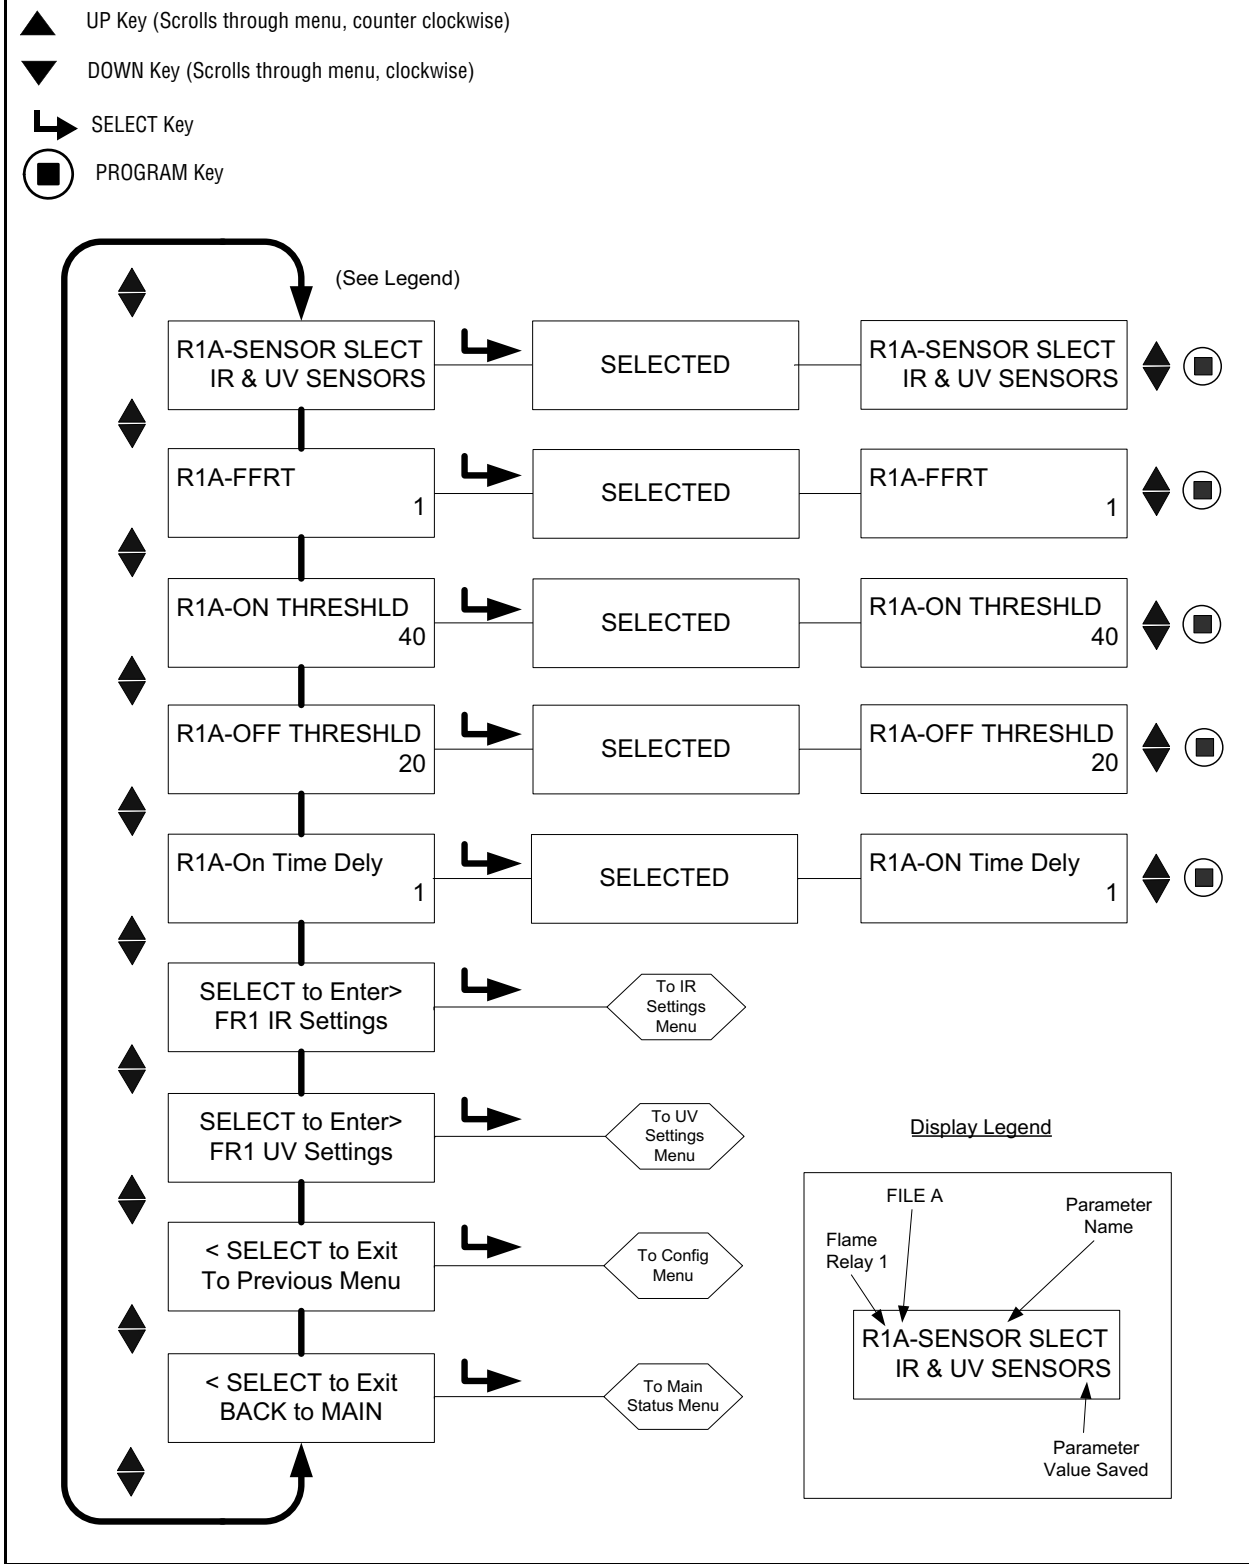 UP Key (Scrolls through menu, counter clockwise)
DOWN Key (Scrolls through menu, clockwise)
SELECT Key
PROGRAM Key
(See Legend)
R1A-SENSOR SLECT
IR & UV SENSORS
SELECTED
R1A-SENSOR SLECT
IR & UV SENSORS
R1A-FFRT
1
SELECTED
R1A-FFRT
1
R1A-ON THRESHLD
40
SELECTED
R1A-ON THRESHLD
40
R1A-OFF THRESHLD
20
SELECTED
R1A-OFF THRESHLD
20
R1A-On Time Dely
1
SELECTED
R1A-ON Time Dely
1
SELECT to Enter>
FR1 IR Settings
To IR
Settings
Menu
SELECT to Enter>
FR1 UV Settings
To UV
Settings
Menu
< SELECT to Exit
To Previous Menu
To Config
Menu
< SELECT to Exit
BACK to MAIN
To Main
Status Menu
Display Legend
FILE A
Parameter
Name
Flame
Relay 1
R1A-SENSOR SLECT
IR & UV SENSORS
Parameter
Value Saved